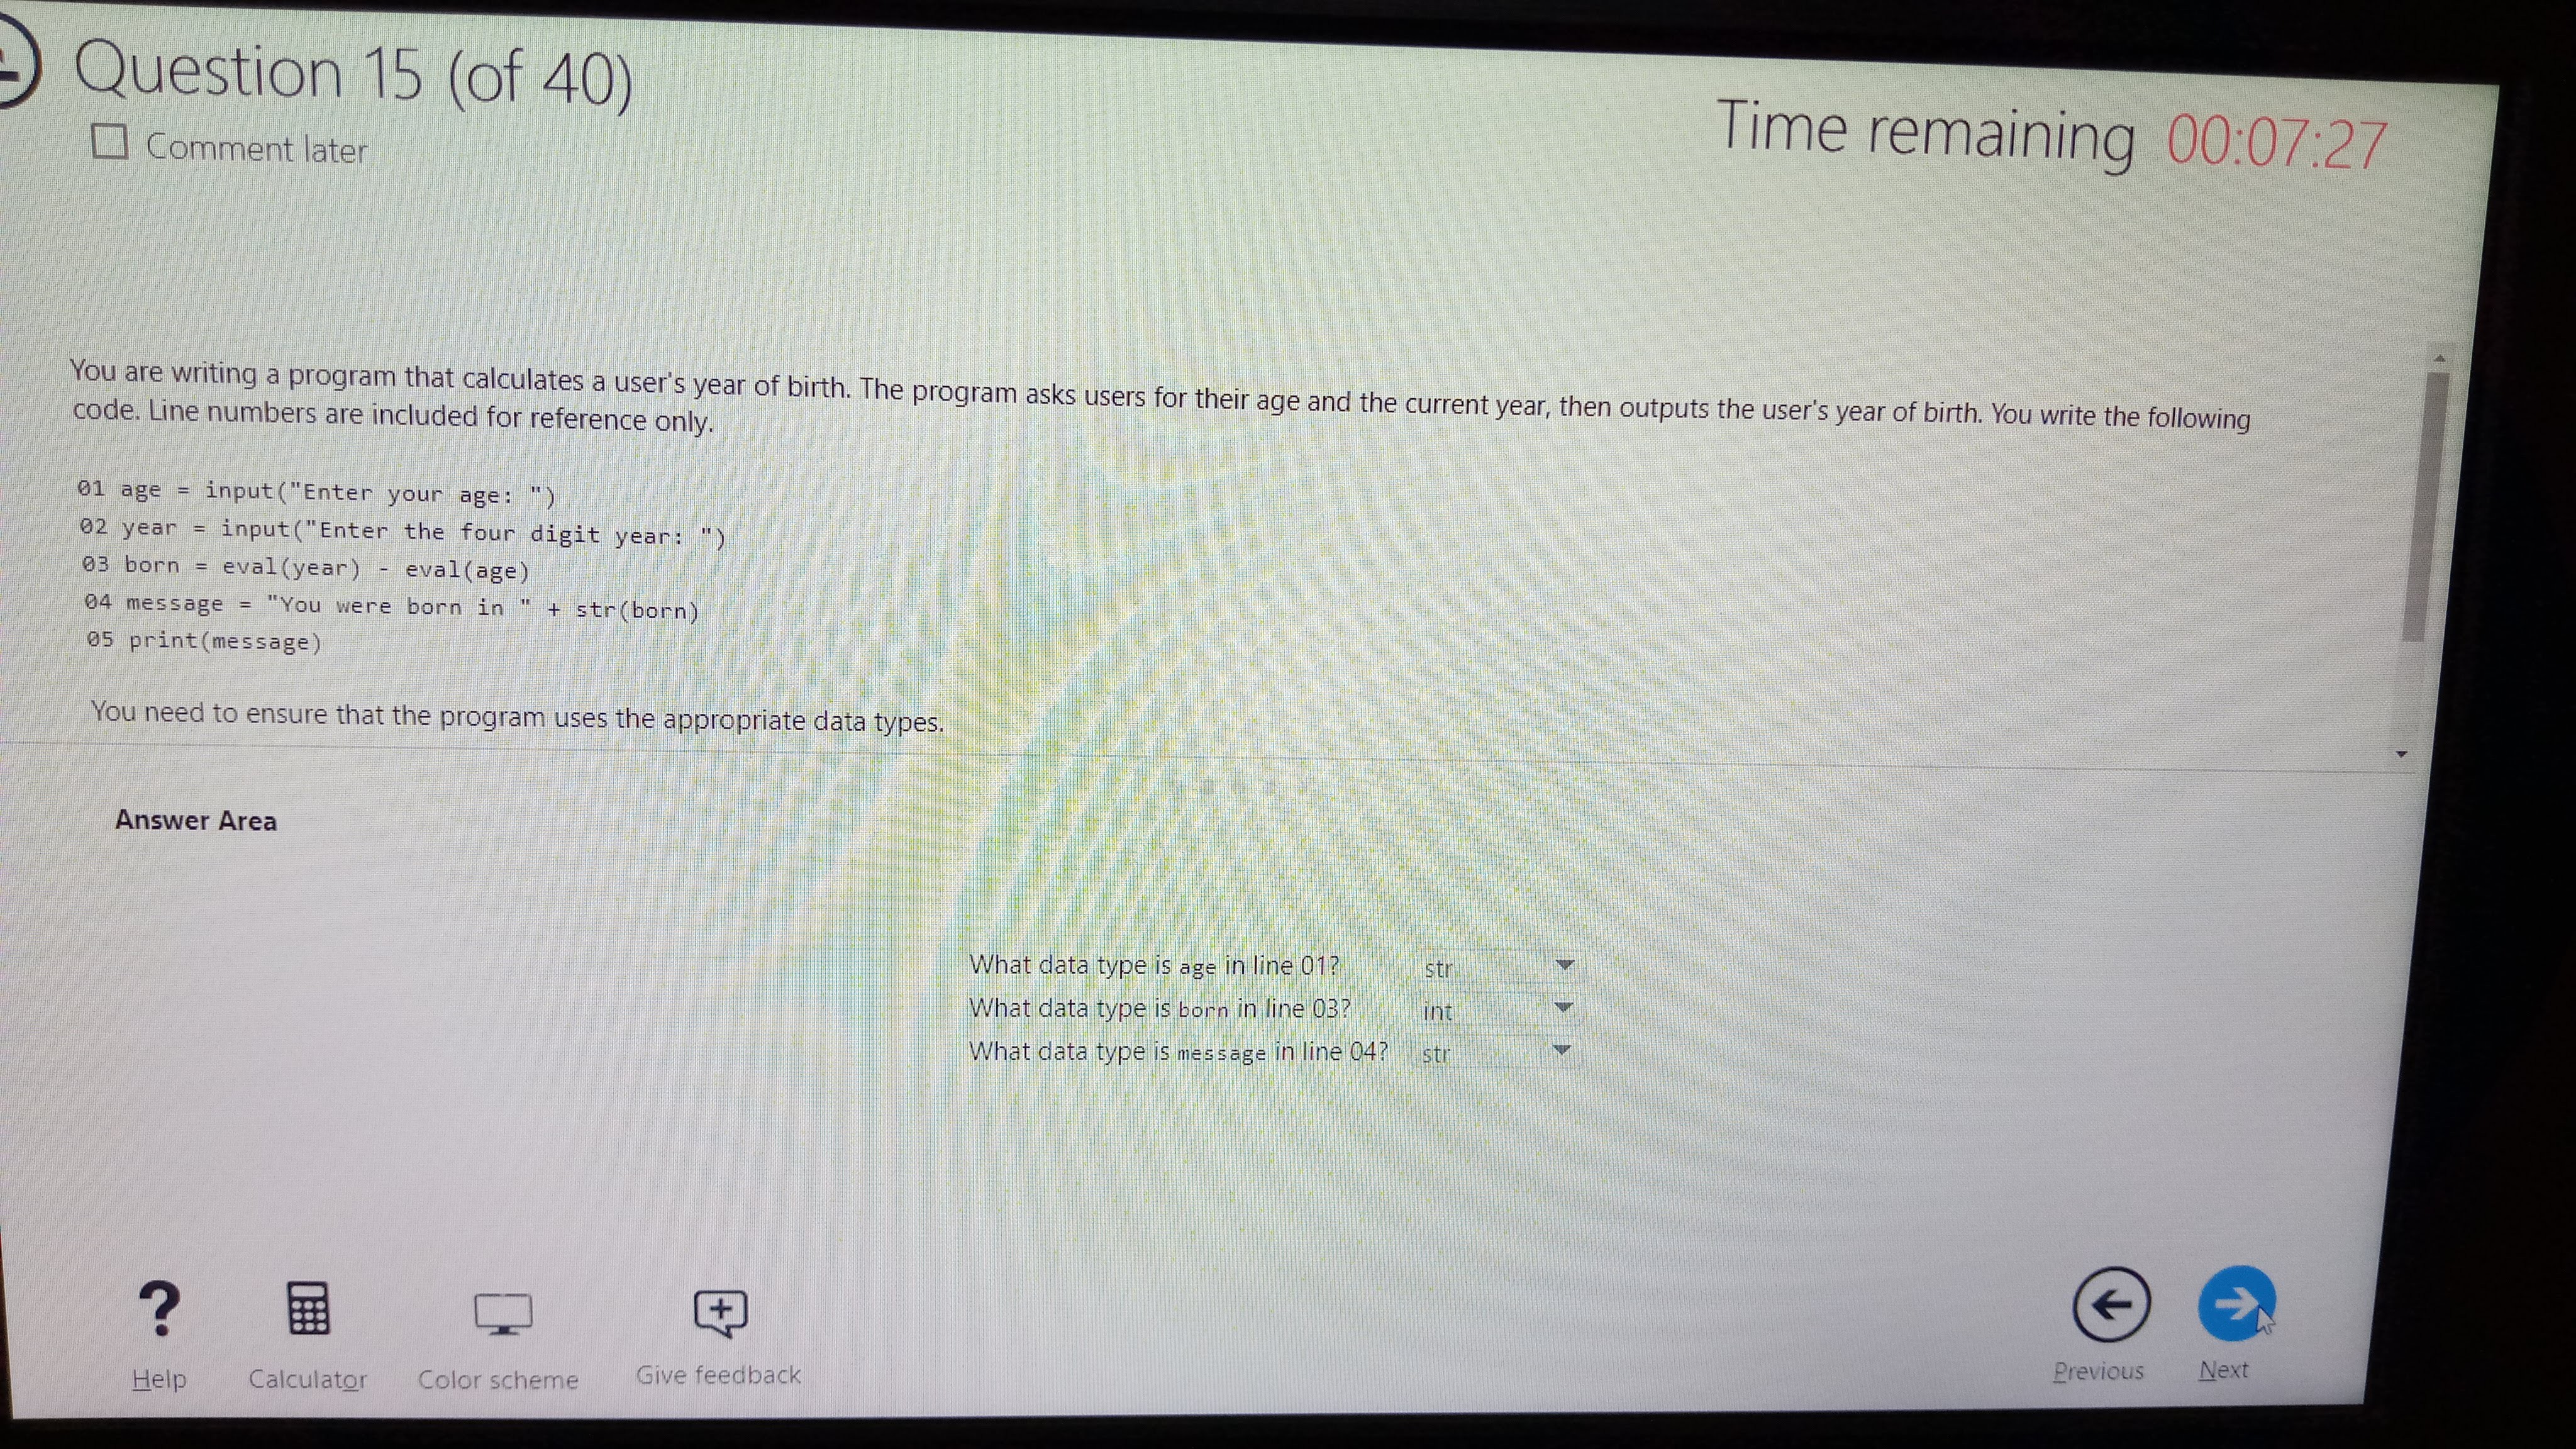 Question 15 (of 40)
Comment later
Time remaining 00:07:27
You are writing a program that calculates a user's year of birth. The program asks users for their age and the current year, then outputs the user's year of birth. You write the following
code. Line numbers are included for reference only.
01 age = input("Enter your age: ")
02 year = input("Enter the four digit year: ")
03 born = eval(year) - eval(age)
04 message = "You were born in " + str(born)
05 print(message)
You need to ensure that the program uses the appropriate data types.
Answer Area
What data type is age in line 01? str
What data type is born in line 03? int
What data type is message in line 04? str
Help Calculator Color scheme Give feedback Previous Next